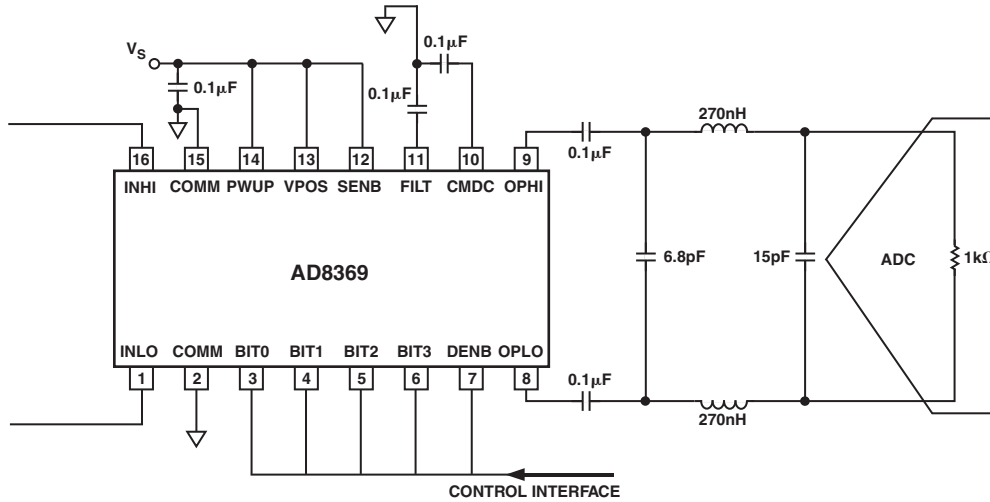 V_S
0.1μF
0.1μF
0.1μF
0.1μF
270nH
16 15 14 13 12 11 10 9
INHI COMM PWUP VPOS SENB FILT CMDC OPHI
AD8369
6.8pF
15pF
ADC
1kΩ
INLO COMM BIT0 BIT1 BIT2 BIT3 DENB OPLO
1 2 3 4 5 6 7 8
0.1μF
270nH
CONTROL INTERFACE